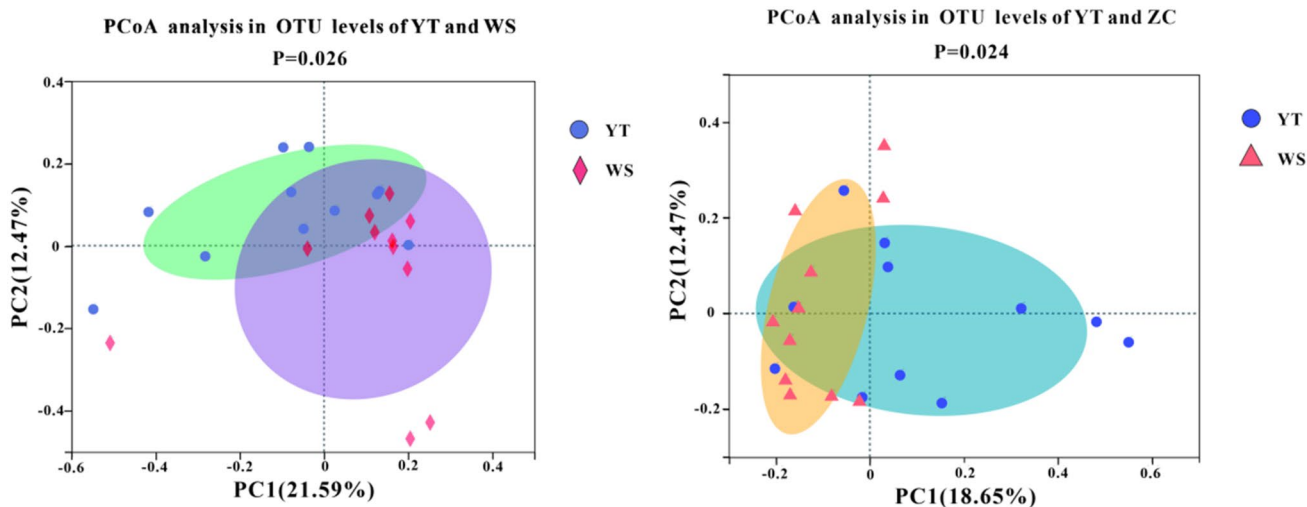 PCoA analysis in OTU levels of YT and WS
P=0.026
0.4
0.2
0
-0.2
-0.4
PC2(12.47%)
-0.6
-0.4
-0.2
0
0.2
0.4
PC1(21.59%)
YT
WS
PCoA analysis in OTU levels of YT and ZC
P=0.024
0.4
0.2
0
-0.2
PC2(12.47%)
-0.2
0
0.2
0.4
0.6
PC1(18.65%)
YT
WS